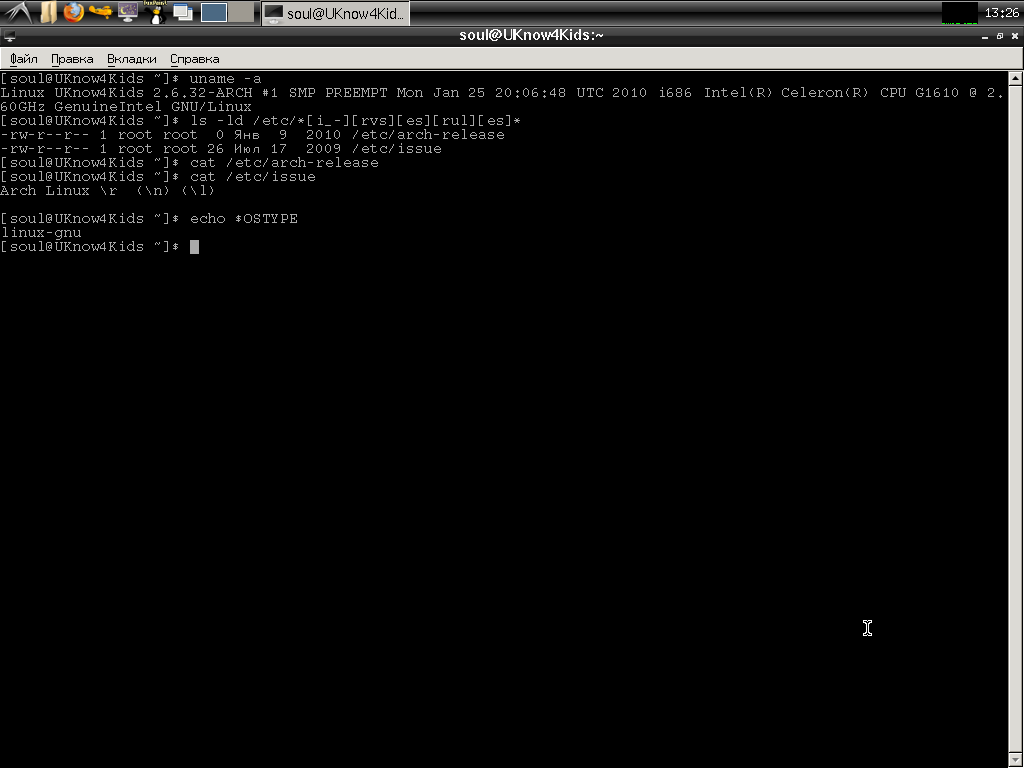 soul@UKnow4Kid...
13:26
soul@UKnow4Kids:~
Файл Правка Вкладки Справка
[soul@UKnow4Kids ~]$ uname -a
Linux UKnow4Kids 2.6.32-ARCH #1 SMP PREEMPT Mon Jan 25 20:06:48 UTC 2010 i686 Intel(R) Celeron(R) CPU G1610 @ 2.
60GHz GenuineIntel GNU/Linux
[soul@UKnow4Kids ~]$ ls -ld /etc/*[i_-][rvs][es][rul][es]*
-rw-r--r-- 1 root root  0 Янв  9  2010 /etc/arch-release
-rw-r--r-- 1 root root 26 Июл 17  2009 /etc/issue
[soul@UKnow4Kids ~]$ cat /etc/arch-release
[soul@UKnow4Kids ~]$ cat /etc/issue
Arch Linux \r  (\n) (\l)
[soul@UKnow4Kids ~]$ echo $OSTYPE
linux-gnu
[soul@UKnow4Kids ~]$